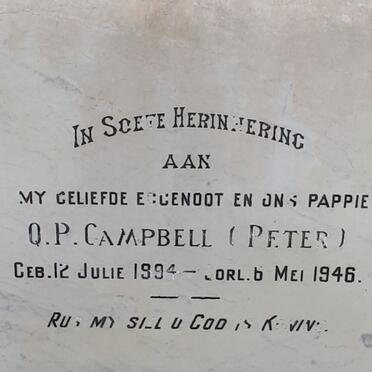 IN SOETE HERINNERING
AAN
MY GELIEFDE EGGENOOT EN ONS PAPPIE
Q.P. CAMPBELL (PETER)
GEB. 12 JULIE 1894 – OORL. 6 MEI 1946.
RUS MY SIEL U GOD IS KONING.